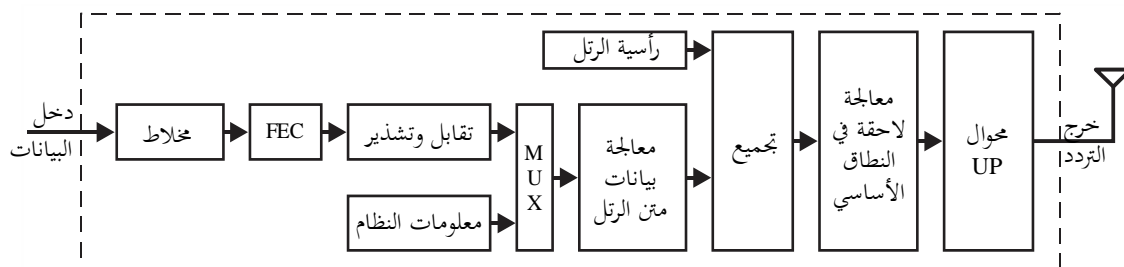 دخل
البيانات
مخلاط
FEC
تقابل وتشذير
معلومات النظام
M
U
X
معالجة
بيانات
متن الرتل
رأسية الرتل
تجميع
معالجة
لاحقة في
النطاق
الأساسي
محوال
UP
خرج
التردد